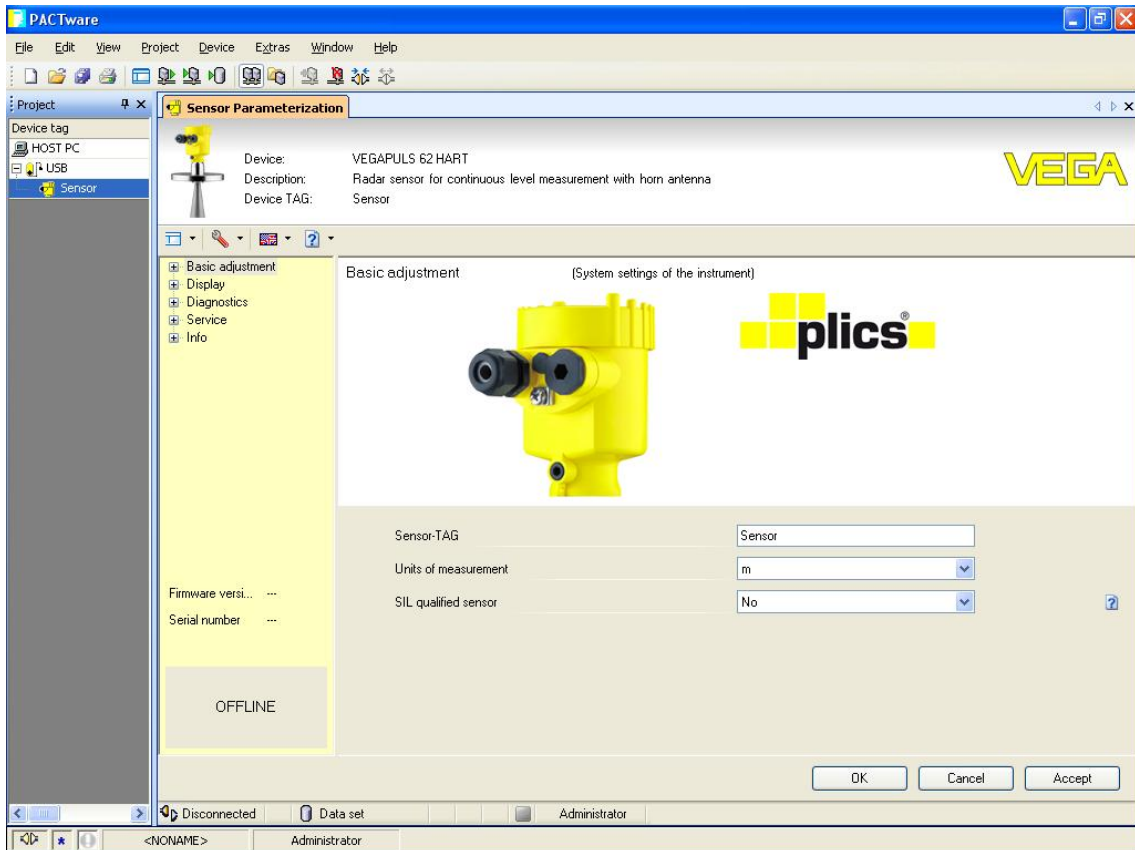 PACTware
File Edit View Project Device Extras Window Help
Project
Sensor Parameterization
Device tag
HOST PC
USB
Sensor
Device: VEGAPULS 62 HART
Description: Radar sensor for continuous level measurement with horn antenna
Device TAG: Sensor
VEGA
Basic adjustment
Display
Diagnostics
Service
Info
Firmware versi... ---
Serial number ---
OFFLINE
Basic adjustment (System settings of the instrument)
plics®
Sensor-TAG Sensor
Units of measurement m
SIL qualified sensor No
OK Cancel Accept
Disconnected Data set Administrator
<NONAME> Administrator